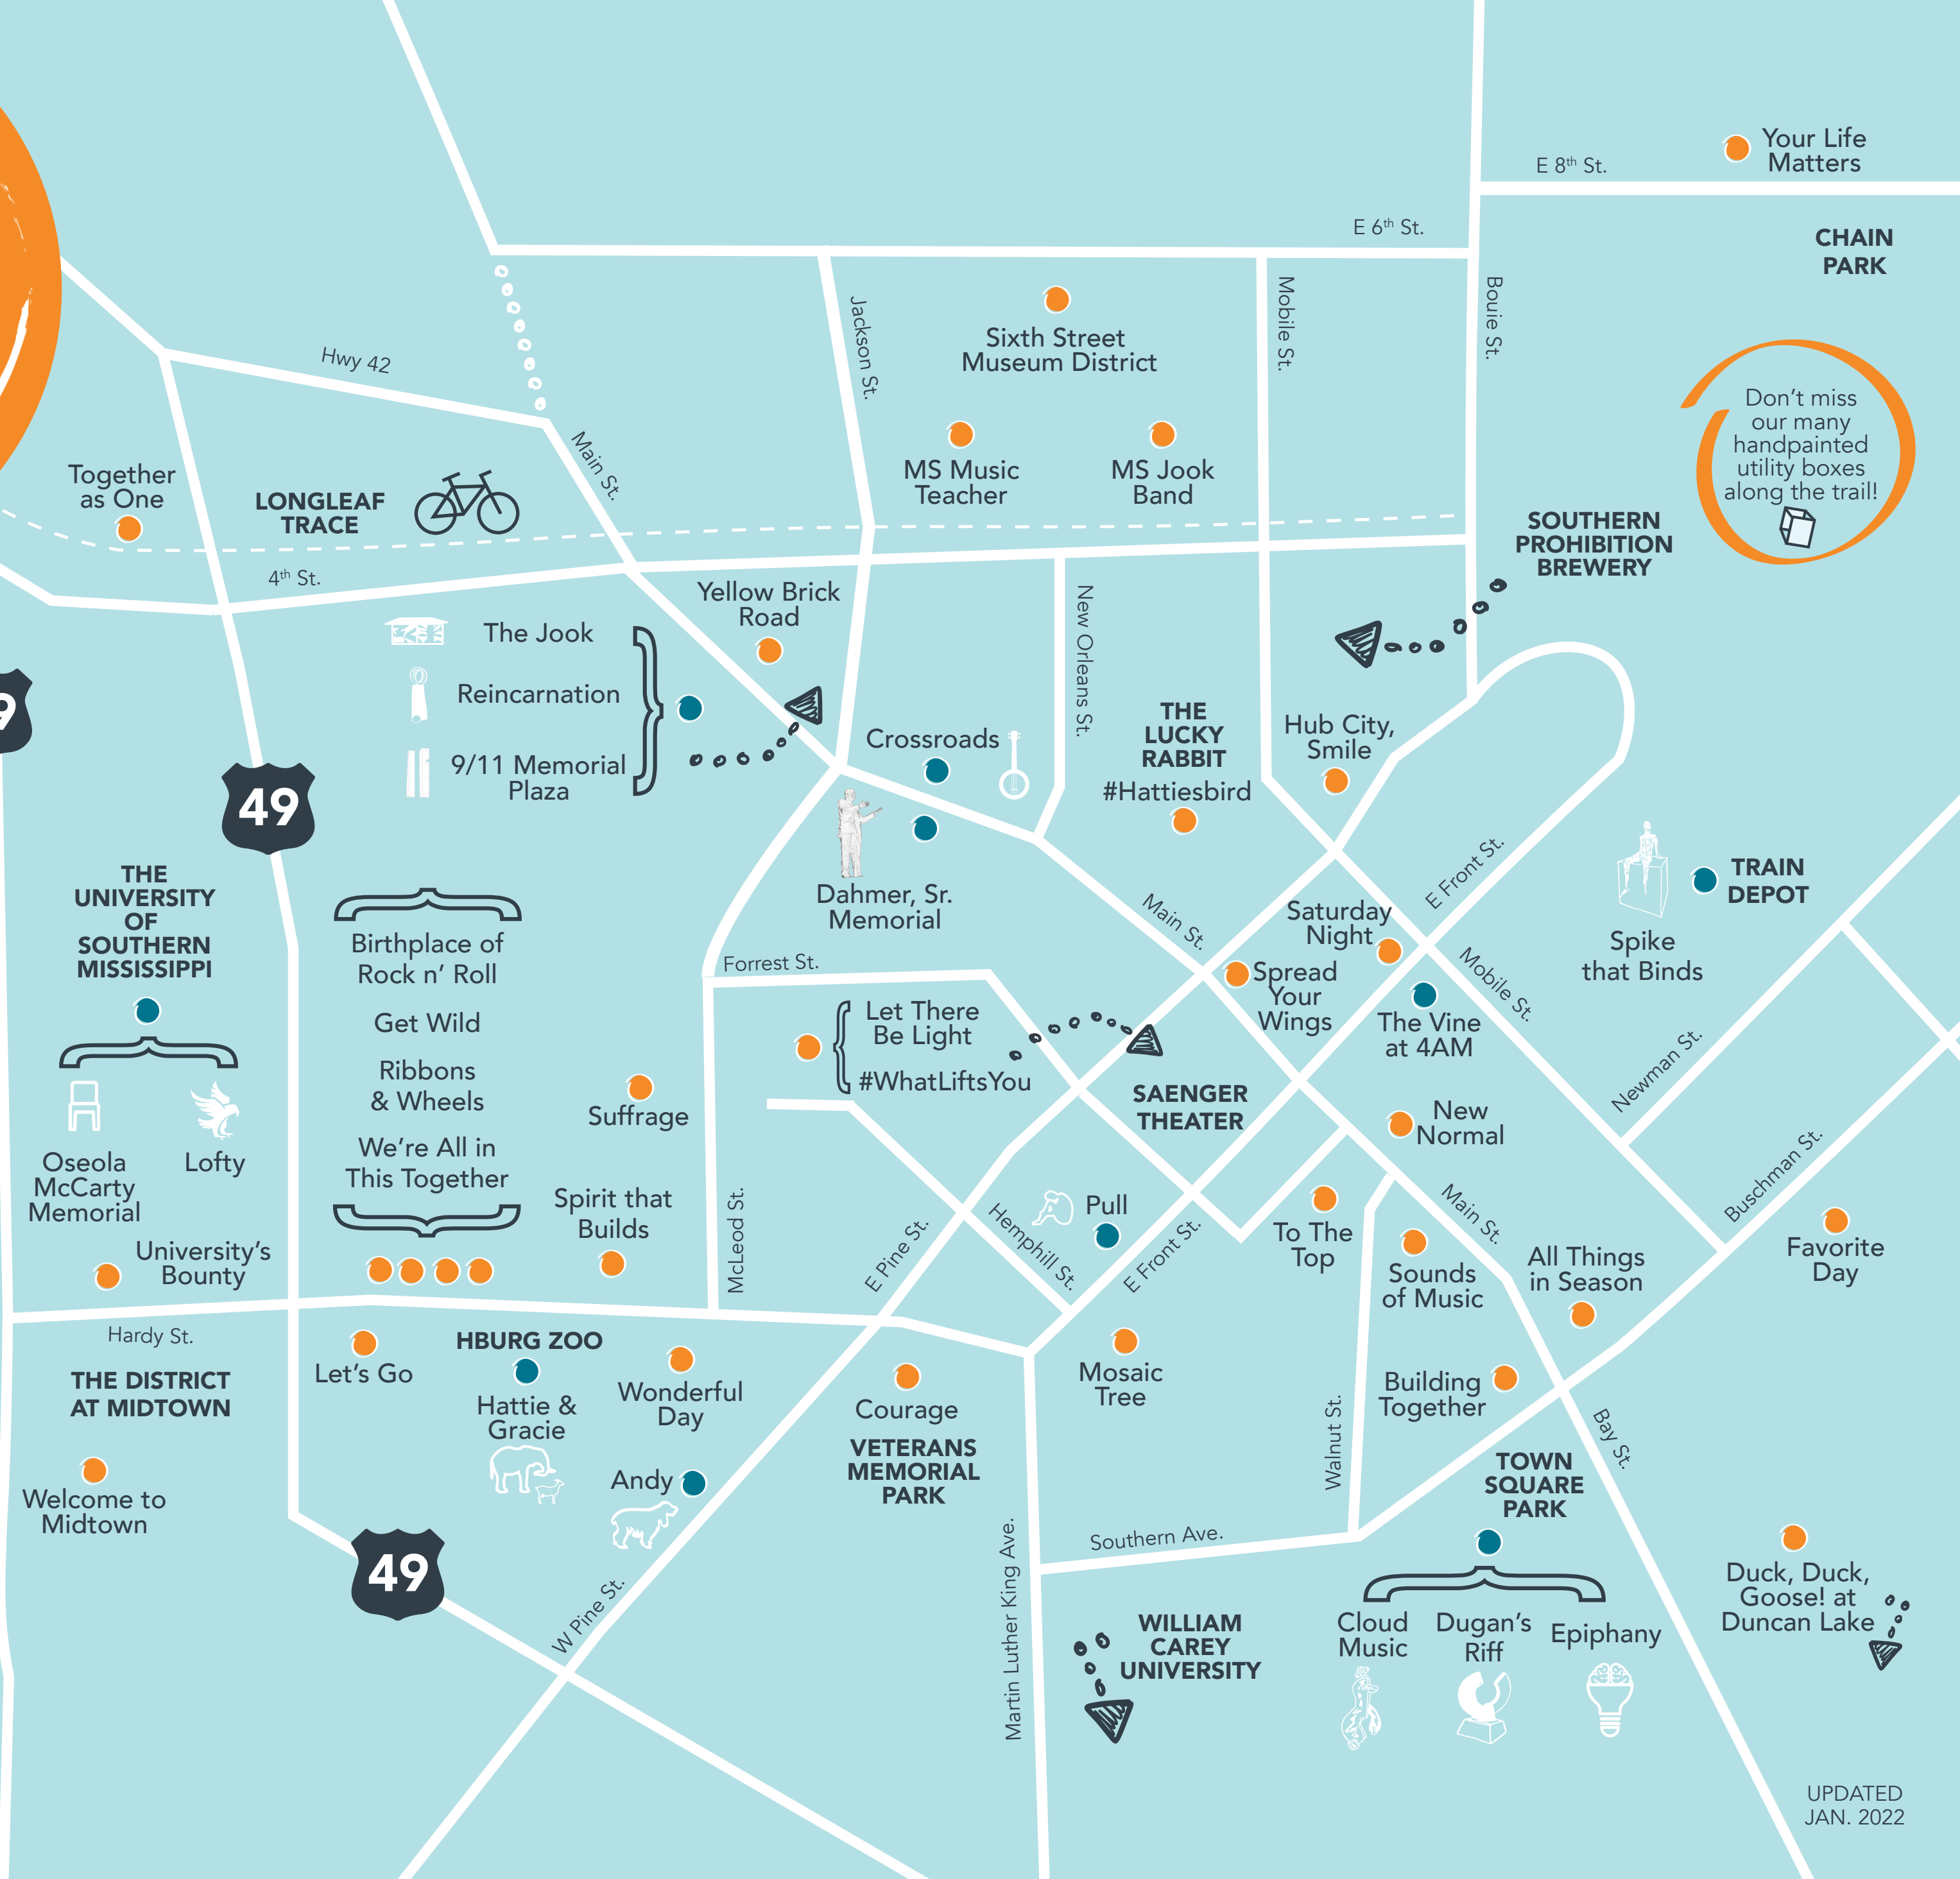 Your Life
Matters
E 8th St.
E 6th St.
CHAIN
PARK
Jackson St.
Mobile St.
Bouie St.
Sixth Street
Museum District
Hwy 42
Don't miss
our many
handpainted
utility boxes
along the trail!
Main St.
Together
as One
LONGLEAF
TRACE
MS Music
Teacher
MS Jook
Band
SOUTHERN
PROHIBITION
BREWERY
4th St.
Yellow Brick
Road
New Orleans St.
The Jook
Reincarnation
9/11 Memorial
Plaza
9
49
Crossroads
THE
LUCKY
RABBIT
#Hattiesbird
Hub City,
Smile
Dahmer, Sr.
Memorial
E Front St.
TRAIN
DEPOT
Spike
that Binds
THE
UNIVERSITY
OF
SOUTHERN
MISSISSIPPI
Birthplace of
Rock n' Roll
Get Wild
Ribbons
& Wheels
We're All in
This Together
Forrest St.
Main St.
Saturday
Night
Spread
Your
Wings
The Vine
at 4AM
Mobile St.
Let There
Be Light
#WhatLiftsYou
SAENGER
THEATER
Newman St.
New
Normal
Suffrage
Oseola
McCarty
Memorial
Lofty
University's
Bounty
Spirit that
Builds
McLeod St.
E Pine St.
Hemphill St.
Pull
E Front St.
To The
Top
Main St.
Sounds
of Music
All Things
in Season
Buschman St.
Favorite
Day
Hardy St.
THE DISTRICT
AT MIDTOWN
Let's Go
HBURG ZOO
Hattie &
Gracie
Wonderful
Day
Andy
Courage
VETERANS
MEMORIAL
PARK
Mosaic
Tree
Walnut St.
Building
Together
Bay St.
Welcome to
Midtown
49
W Pine St.
Martin Luther King Ave.
Southern Ave.
TOWN
SQUARE
PARK
WILLIAM
CAREY
UNIVERSITY
Cloud
Music
Dugan's
Riff
Epiphany
Duck, Duck,
Goose! at
Duncan Lake
UPDATED
JAN. 2022